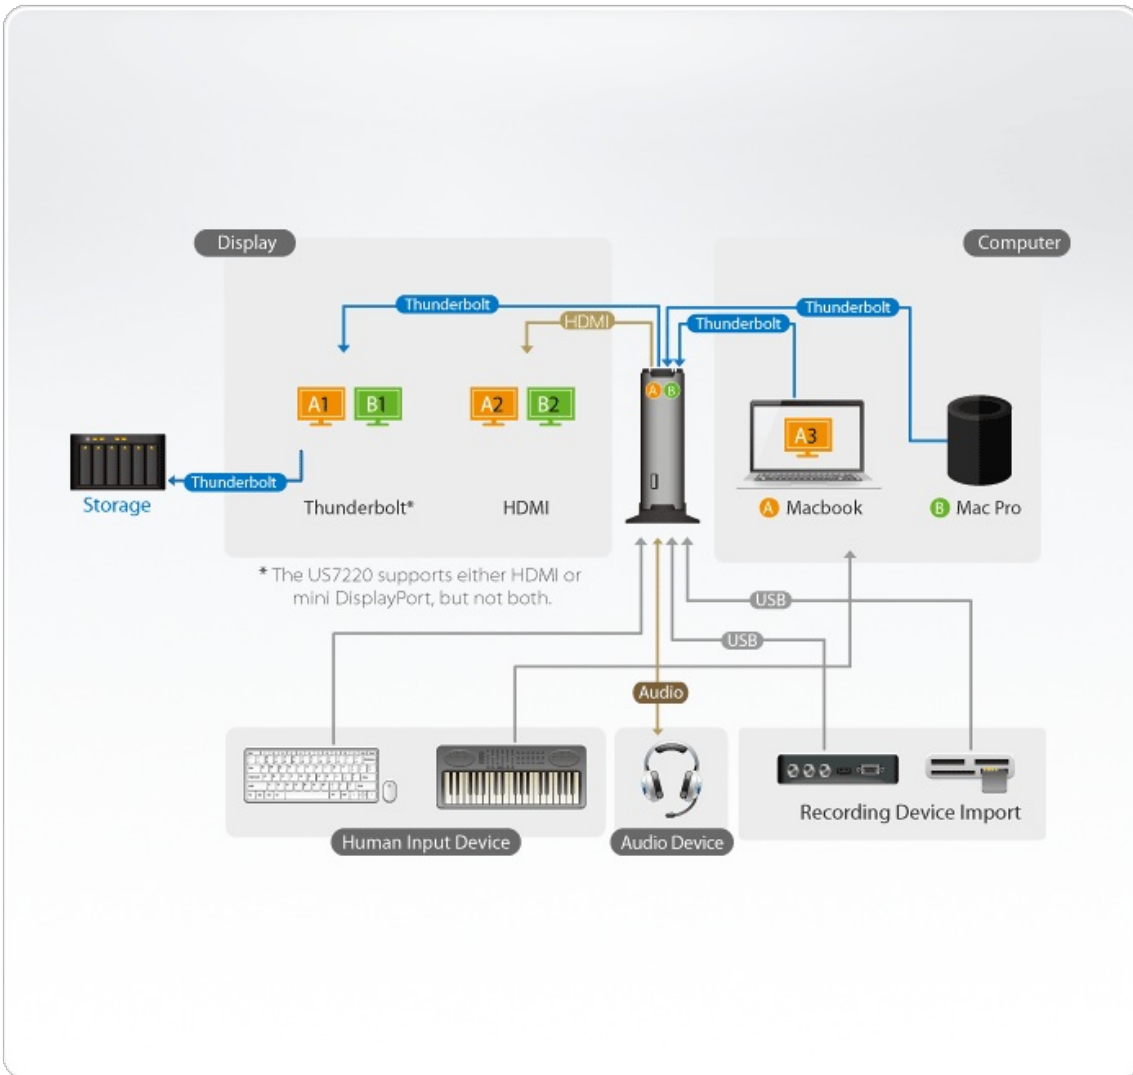 Display
Computer
Thunderbolt
HDMI
Thunderbolt
Thunderbolt
A1
B1
A2
B2
A B
A3
Thunderbolt
Storage
Thunderbolt*
HDMI
A Macbook
B Mac Pro
* The US7220 supports either HDMI or
mini DisplayPort, but not both.
USB
USB
Audio
Recording Device Import
Human Input Device
Audio Device